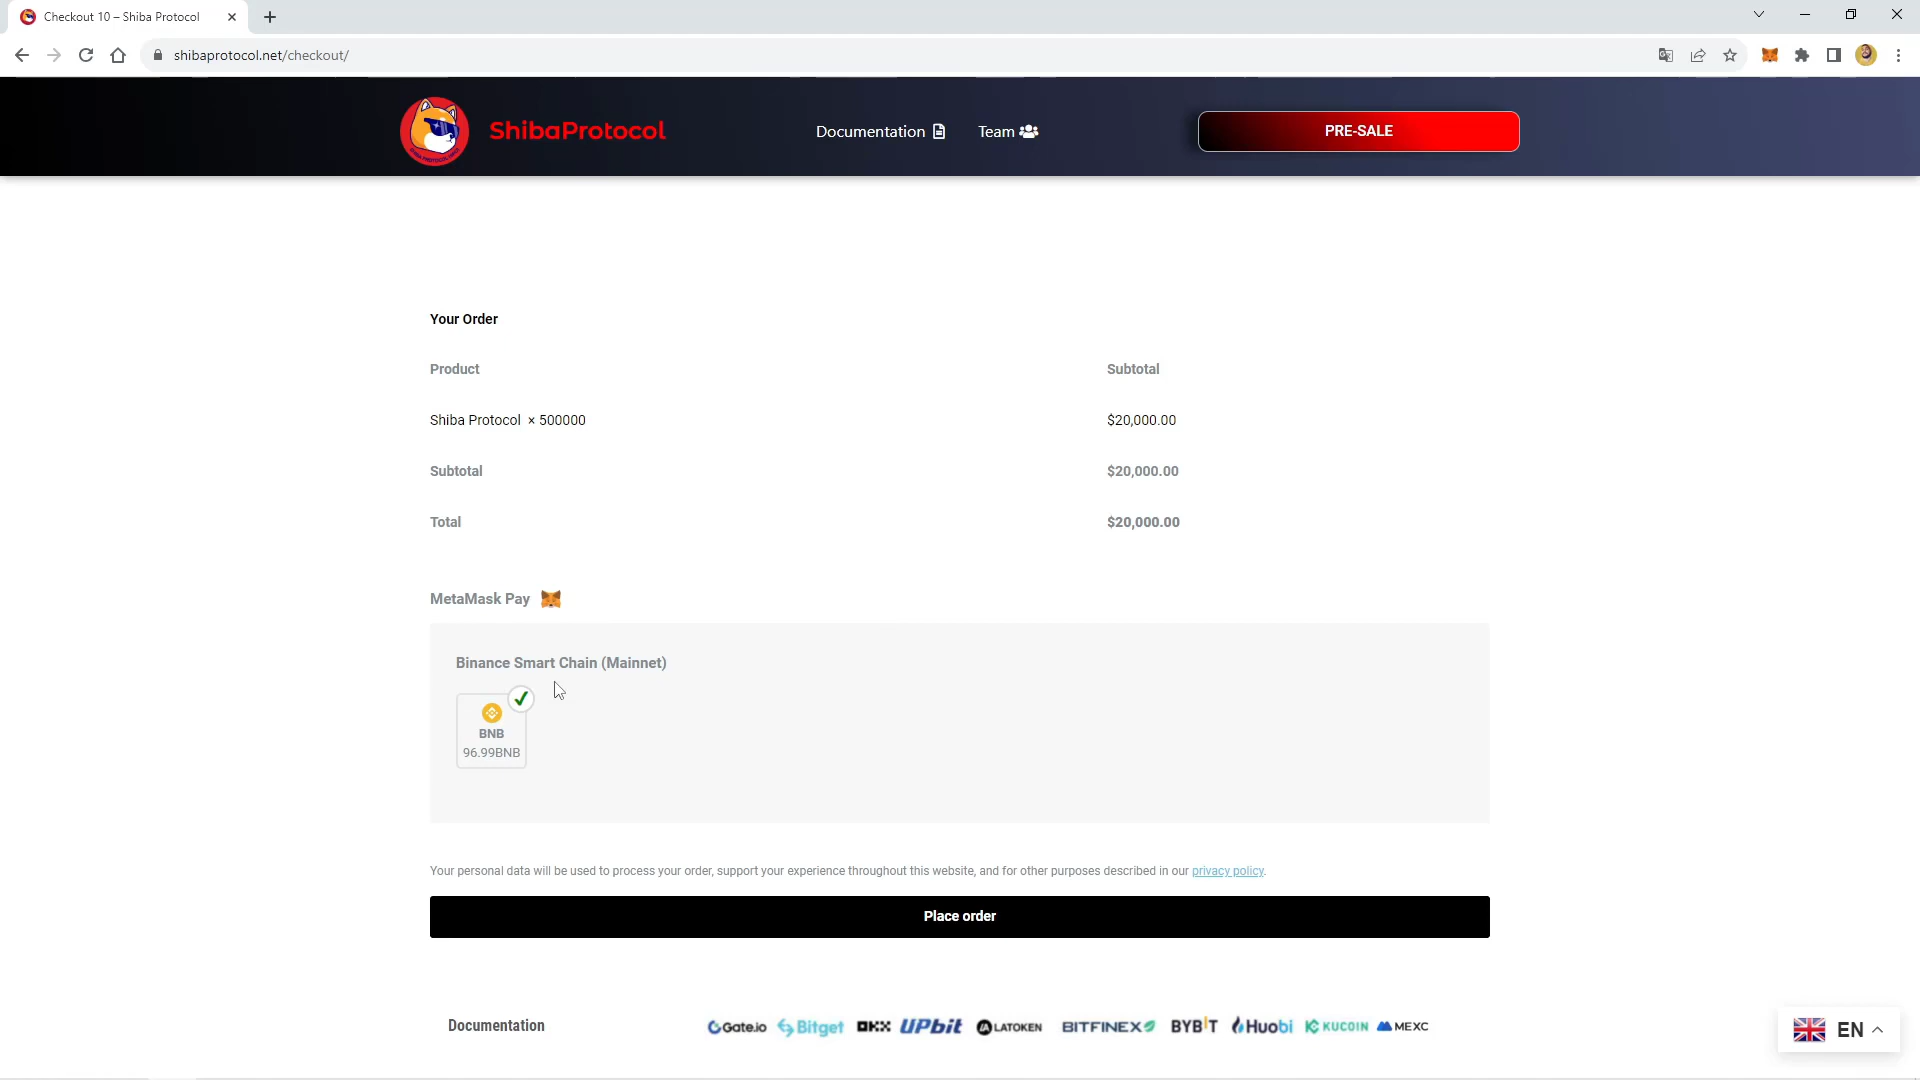 Checkout 10 – Shiba Protocol
shibaprotocol.net/checkout/
ShibaProtocol
Documentation
Team
PRE-SALE
Your Order
Product Subtotal
Shiba Protocol × 500000 $20,000.00
Subtotal $20,000.00
Total $20,000.00
MetaMask Pay
Binance Smart Chain (Mainnet)
BNB
96.99BNB
Your personal data will be used to process your order, support your experience throughout this website, and for other purposes described in our privacy policy.
Place order
Documentation
Gate.io Bitget OKX UPbit LATOKEN BITFINEX BYBIT Huobi KUCOIN MEXC
EN